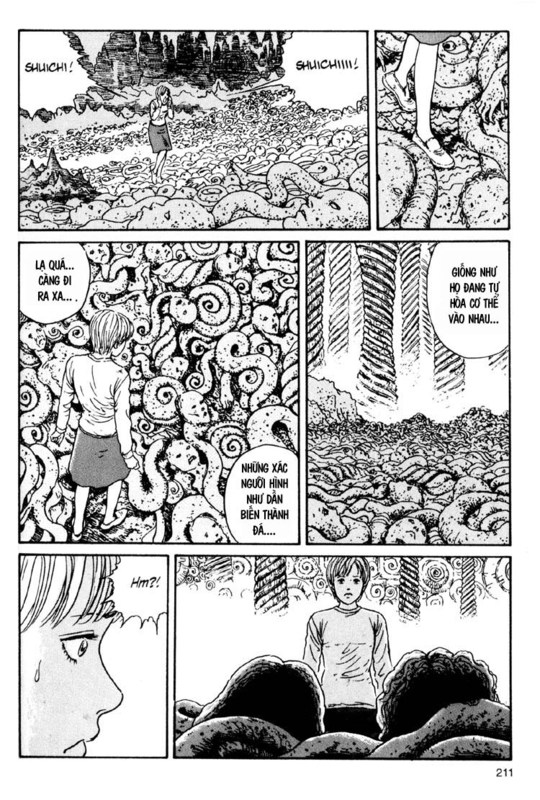 SHUICHI!
SHUICHIIII!
LẠ QUÁ...
CÀNG ĐI
RA XA... .
NHỮNG XÁC
NGƯỜI HÌNH
NHƯ DẦN
BIẾN THÀNH
ĐÁ....
GIỐNG NHƯ
HỌ ĐANG TỰ
HÒA CƠ THỂ
VÀO NHAU...
HM?!
211